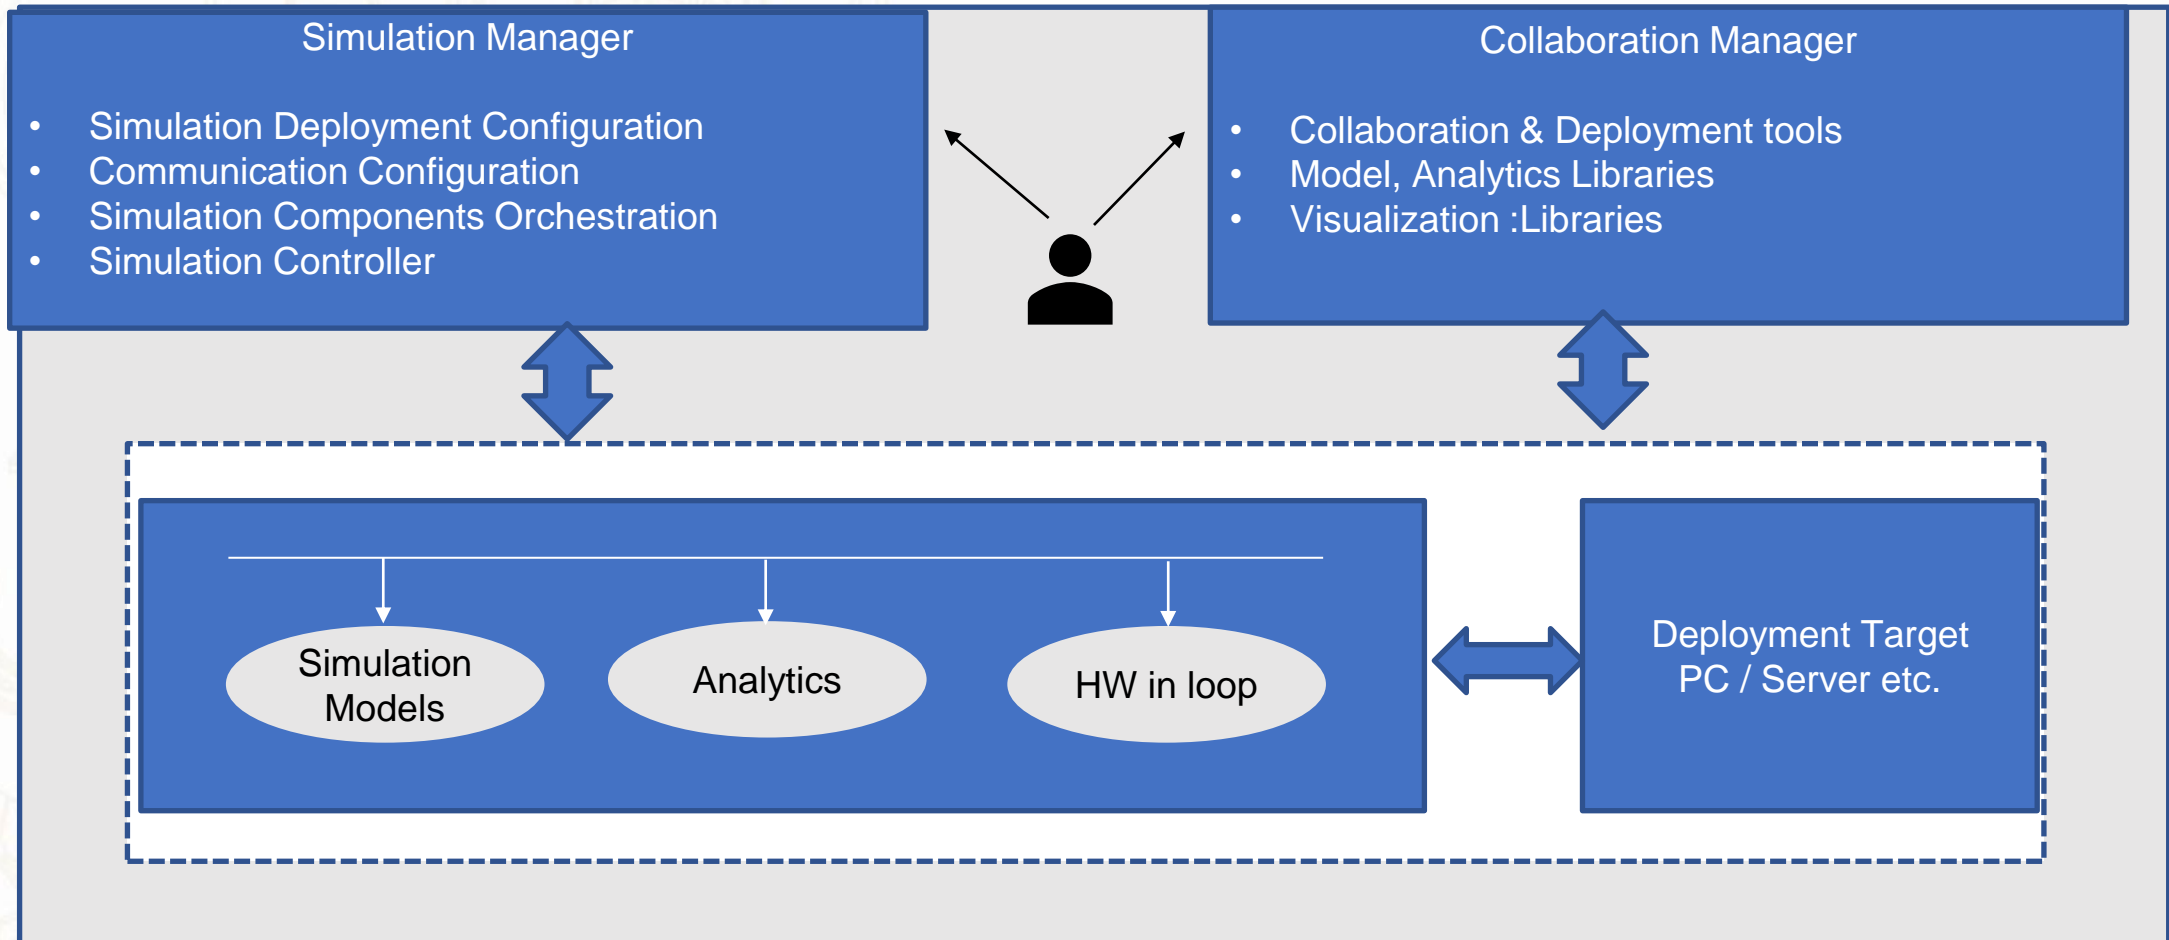 Simulation Manager
• Simulation Deployment Configuration
• Communication Configuration
• Simulation Components Orchestration
• Simulation Controller
Collaboration Manager
• Collaboration & Deployment tools
• Model, Analytics Libraries
• Visualization :Libraries
Simulation
Models
Analytics
HW in loop
Deployment Target
PC / Server etc.